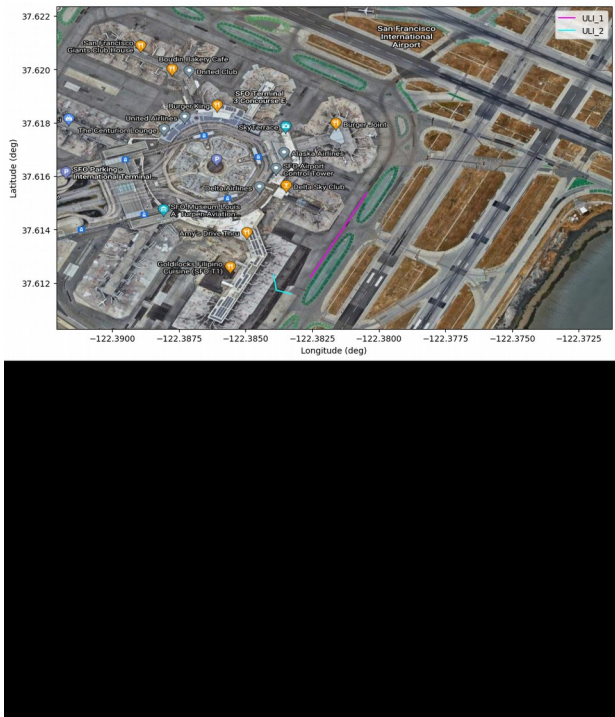 37.622
37.620
37.618
37.616
37.614
37.612
Latitude (deg)
ULI_1
ULI_2
San Francisco
International
Airport
San Francisco
Giants Club House
Boudin Bakery Cafe
United Club
SFO Terminal
3 Concourse E
Burger King
United Airlines
The Centurion Lounge
SkyTerrace
Burger Joint
Alaska Airlines
SFO Airport
Control Tower
P
SFO Parking -
International Terminal
P
Delta Airlines
Delta Sky Club
SFO Museum Louis
A. Turpen Aviation...
Amy's Drive Thru
Goldilocks Filipino
Cuisine (SFO T1)
−122.3900
−122.3875
−122.3850
−122.3825
−122.3800
−122.3775
−122.3750
−122.3725
Longitude (deg)